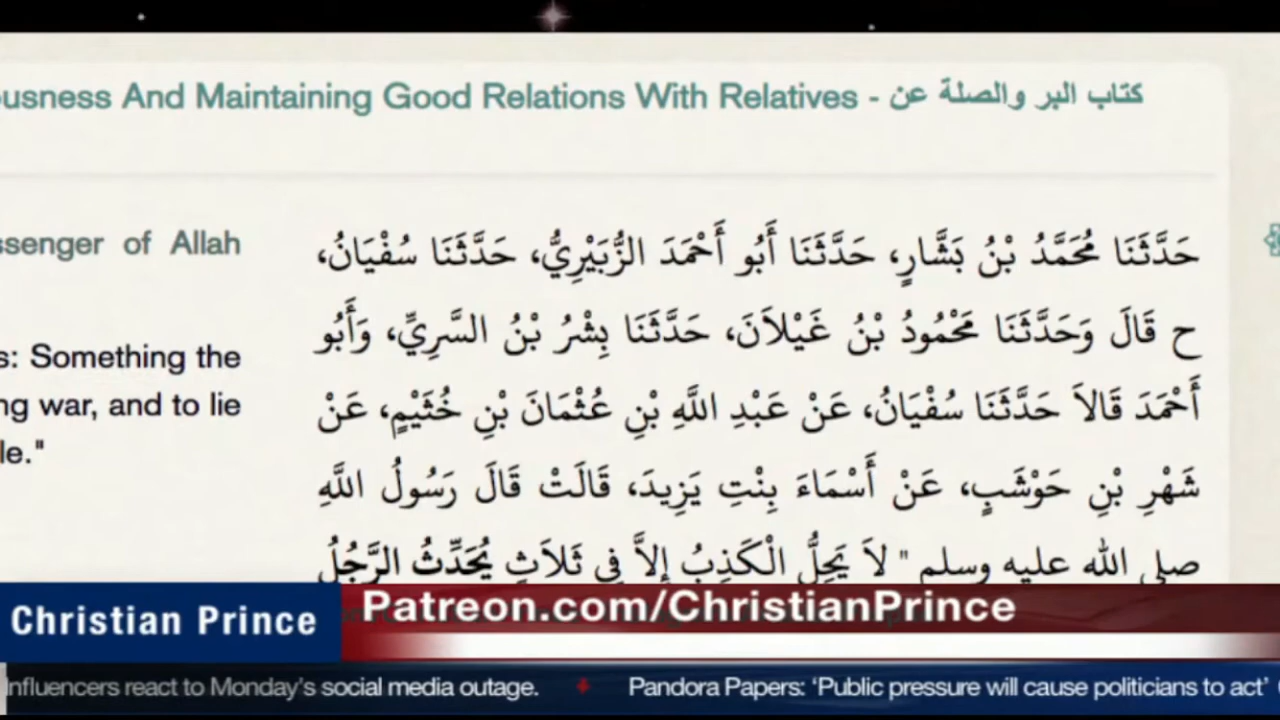 ousness And Maintaining Good Relations With Relatives - كتاب البر والصلة عن
ssenger of Allah
s: Something the
ng war, and to lie
le."
حَدَّثَنَا مُحَمَّدُ بْنُ بَشَّارٍ، حَدَّثَنَا أَبُو أَحْمَدَ الزُّبَيْرِيُّ، حَدَّثَنَا سُفْيَانُ،
ح قَالَ وَحَدَّثَنَا مَحْمُودُ بْنُ غَيْلاَنَ، حَدَّثَنَا بِشْرُ بْنُ السَّرِيِّ، وَأَبُو
أَحْمَدَ قَالاَ حَدَّثَنَا سُفْيَانُ، عَنْ عَبْدِ اللَّهِ بْنِ عُثْمَانَ بْنِ خُثَيْمٍ، عَنْ
شَهْرِ بْنِ حَوْشَبٍ، عَنْ أَسْمَاءَ بِنْتِ يَزِيدَ، قَالَتْ قَالَ رَسُولُ اللَّهِ
صلى الله عليه وسلم " لاَ يَحِلُّ الْكَذِبُ إِلاَّ فِي ثَلاَثٍ يُحَدِّثُ الرَّجُلُ
Christian Prince
Patreon.com/ChristianPrince
influencers react to Monday's social media outage.
Pandora Papers: 'Public pressure will cause politicians to act'